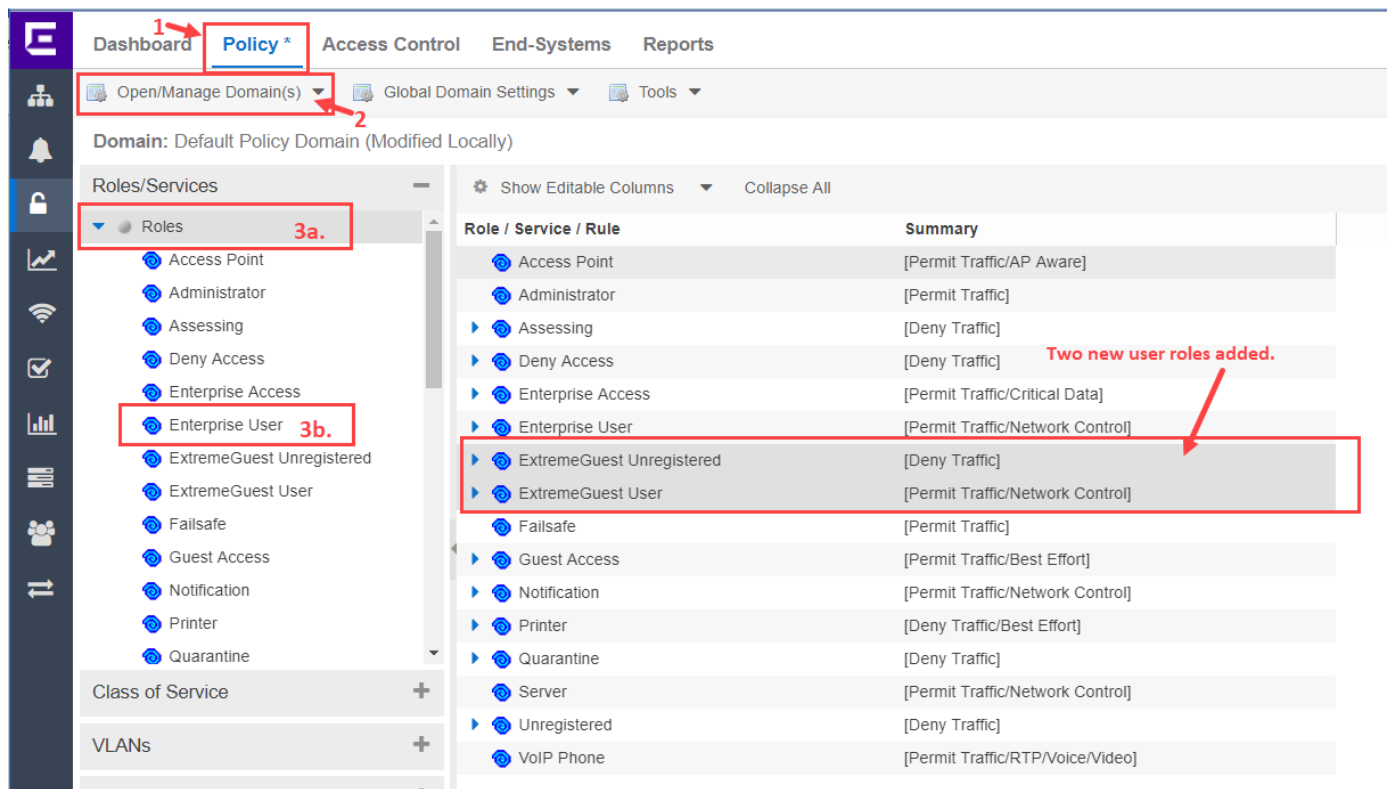 1
Dashboard Policy * Access Control End-Systems Reports
Open/Manage Domain(s) Global Domain Settings Tools
2
Domain: Default Policy Domain (Modified Locally)
Roles/Services
Roles 3a.
Access Point
Administrator
Assessing
Deny Access
Enterprise Access
Enterprise User 3b.
ExtremeGuest Unregistered
ExtremeGuest User
Failsafe
Guest Access
Notification
Printer
Quarantine
Class of Service
VLANs
Show Editable Columns Collapse All
Role / Service / Rule Summary
Access Point [Permit Traffic/AP Aware]
Administrator [Permit Traffic]
Assessing [Deny Traffic]
Two new user roles added.
Deny Access [Deny Traffic]
Enterprise Access [Permit Traffic/Critical Data]
Enterprise User [Permit Traffic/Network Control]
ExtremeGuest Unregistered [Deny Traffic]
ExtremeGuest User [Permit Traffic/Network Control]
Failsafe [Permit Traffic]
Guest Access [Permit Traffic/Best Effort]
Notification [Permit Traffic/Network Control]
Printer [Deny Traffic/Best Effort]
Quarantine [Deny Traffic]
Server [Permit Traffic/Network Control]
Unregistered [Deny Traffic]
VoIP Phone [Permit Traffic/RTP/Voice/Video]